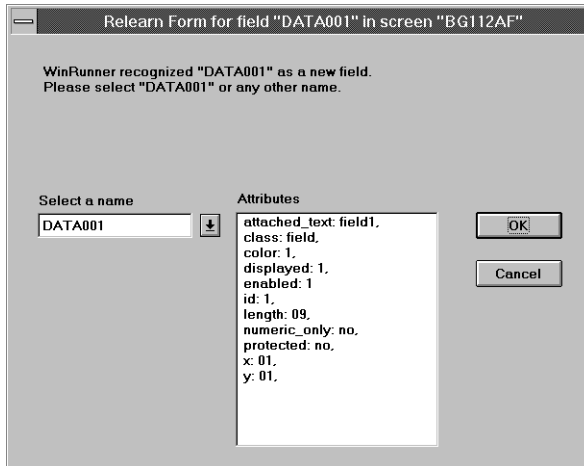 Relearn Form for field "DATA001" in screen "BG112AF"
WinRunner recognized "DATA001" as a new field.
Please select "DATA001" or any other name.
Select a name
DATA001
Attributes
attached_text: field1,
class: field,
color: 1,
displayed: 1,
enabled: 1
id: 1,
length: 09,
numeric_only: no,
protected: no,
x: 01,
y: 01,
OK
Cancel